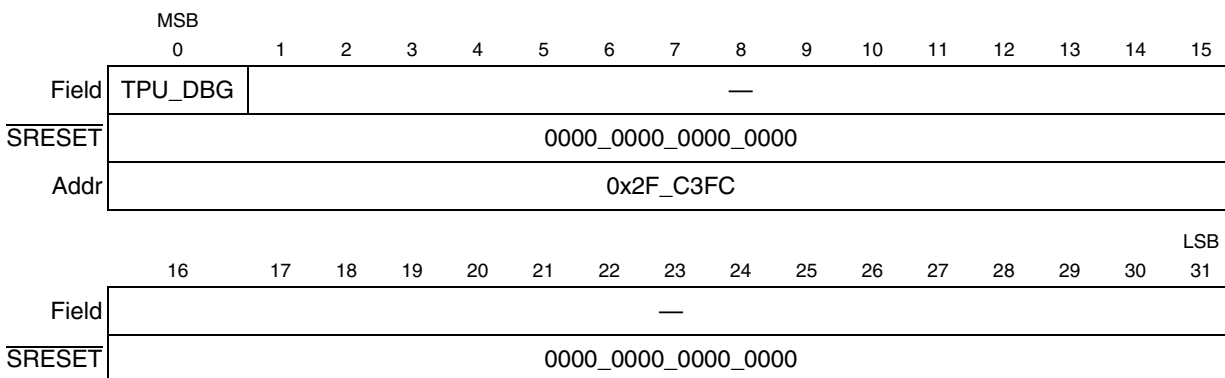 MSB
0 1 2 3 4 5 6 7 8 9 10 11 12 13 14 15
Field TPU_DBG —
SRESET 0000_0000_0000_0000
Addr 0x2F_C3FC
LSB
16 17 18 19 20 21 22 23 24 25 26 27 28 29 30 31
Field —
SRESET 0000_0000_0000_0000